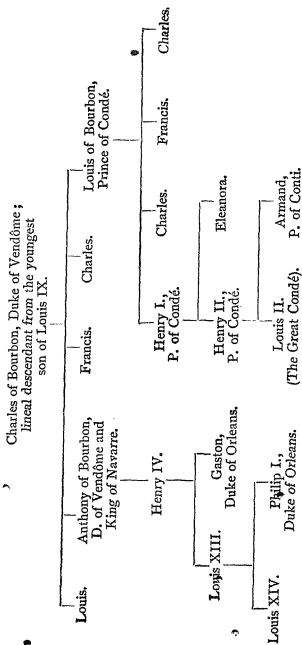 Charles of Bourbon, Duke of Vendôme;
lineal descendant from the youngest
son of Louis IX.
Louis.
Anthony of Bourbon,
D. of Vendôme and
King of Navarre.
Francis.
Charles.
Louis of Bourbon,
Prince of Condé.
Henry IV.
Henry I.,
P. of Condé.
Charles.
Francis.
Charles.
Louis XIII.
Gaston,
Duke of Orleans.
Henry II.,
P. of Condé.
Eleanora.
Louis XIV.
Philip I.,
Duke of Orleans.
Louis II.
(The Great Condé).
Armand,
P. of Conti.